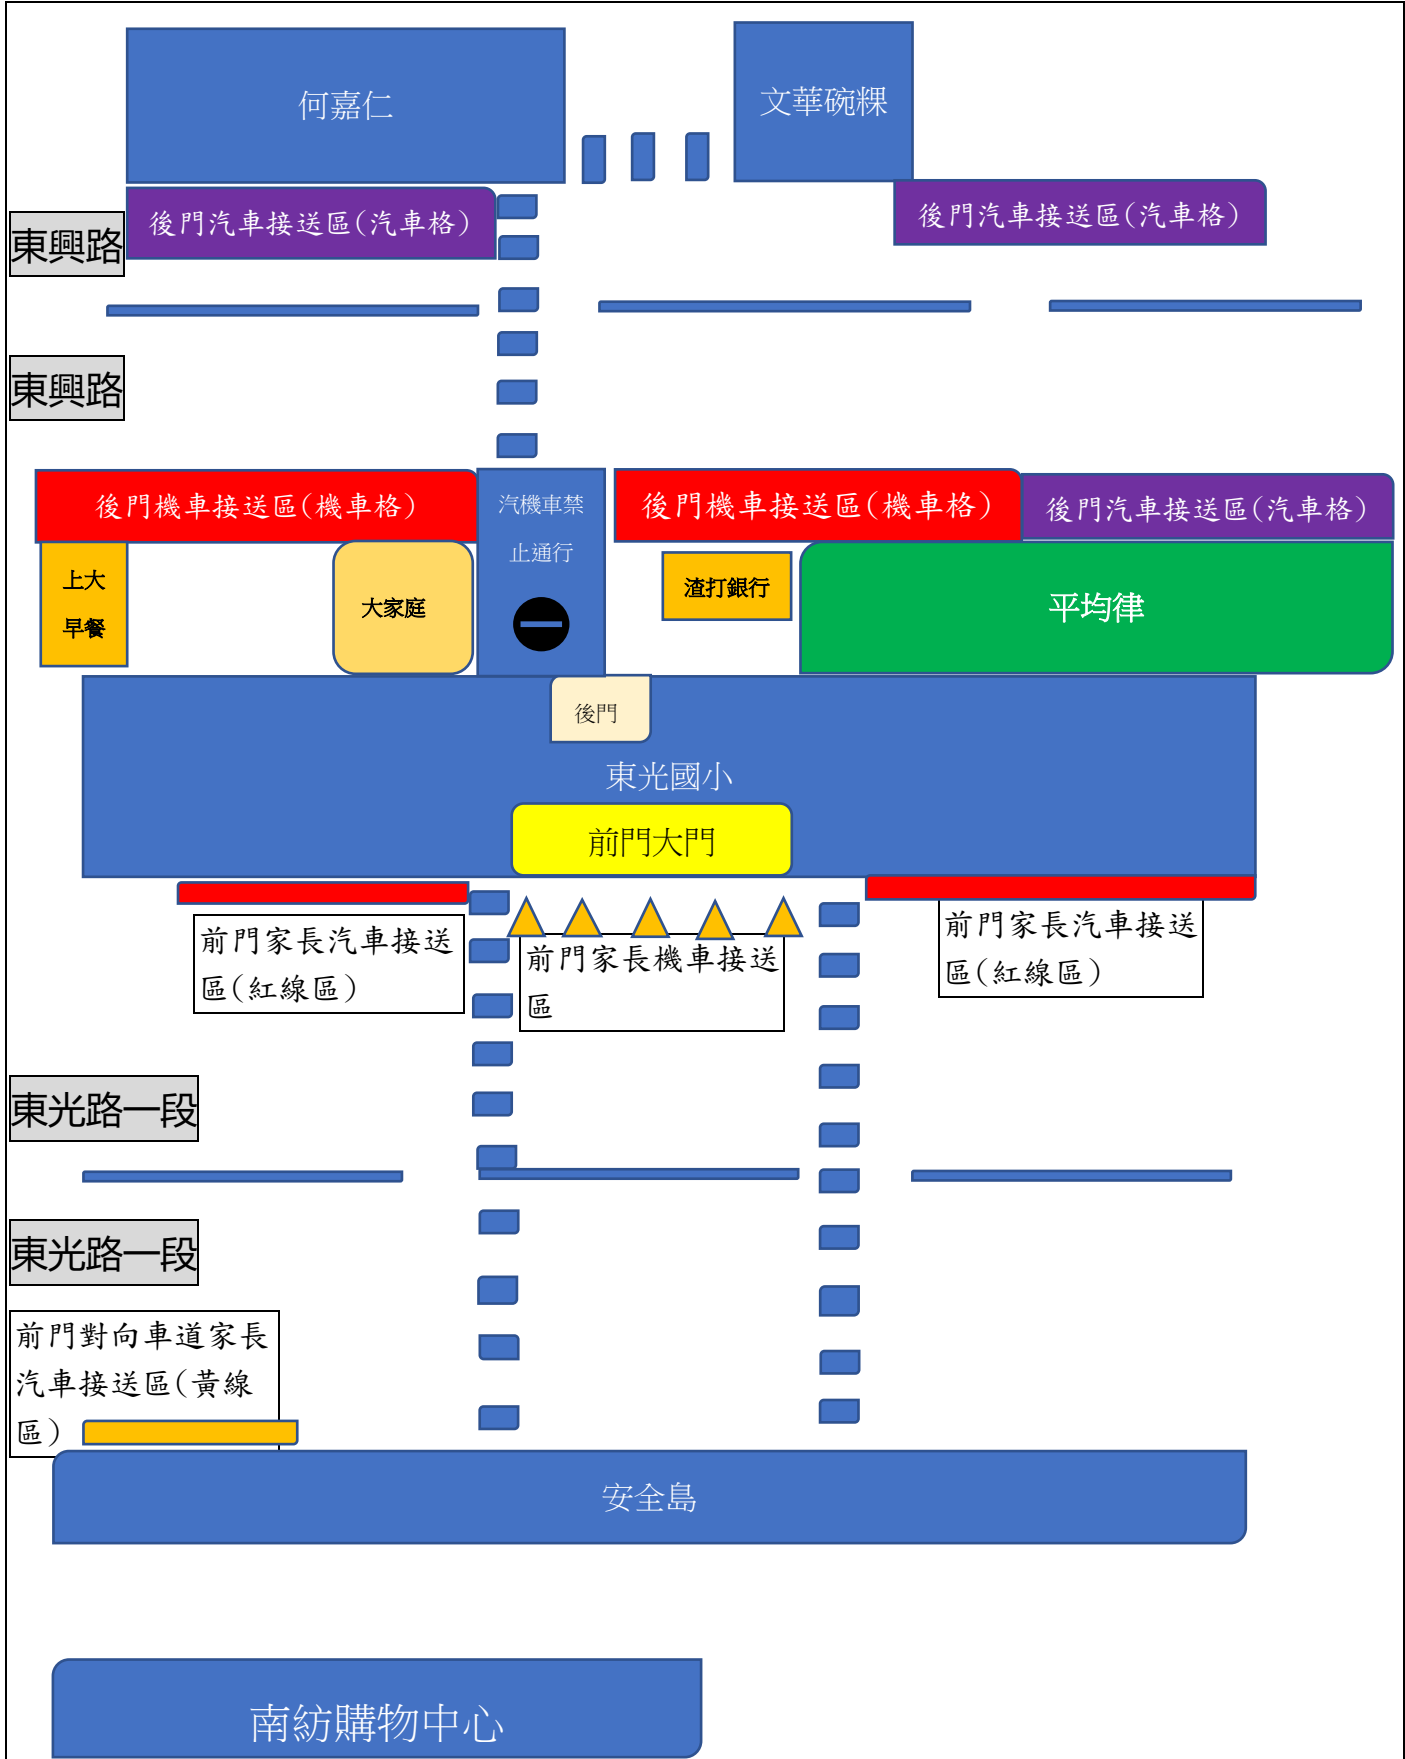 何嘉仁
文華碗粿
後門汽車接送區(汽車格)
後門汽車接送區(汽車格)
東興路
東興路
後門機車接送區(機車格)
汽機車禁
止通行
後門機車接送區(機車格)
後門汽車接送區(汽車格)
上大
早餐
大家庭
渣打銀行
平均律
後門
東光國小
前門大門
前門家長汽車接送
區(紅線區)
前門家長機車接送
區
前門家長汽車接送
區(紅線區)
東光路一段
東光路一段
前門對向車道家長
汽車接送區(黃線
區)
安全島
南紡購物中心